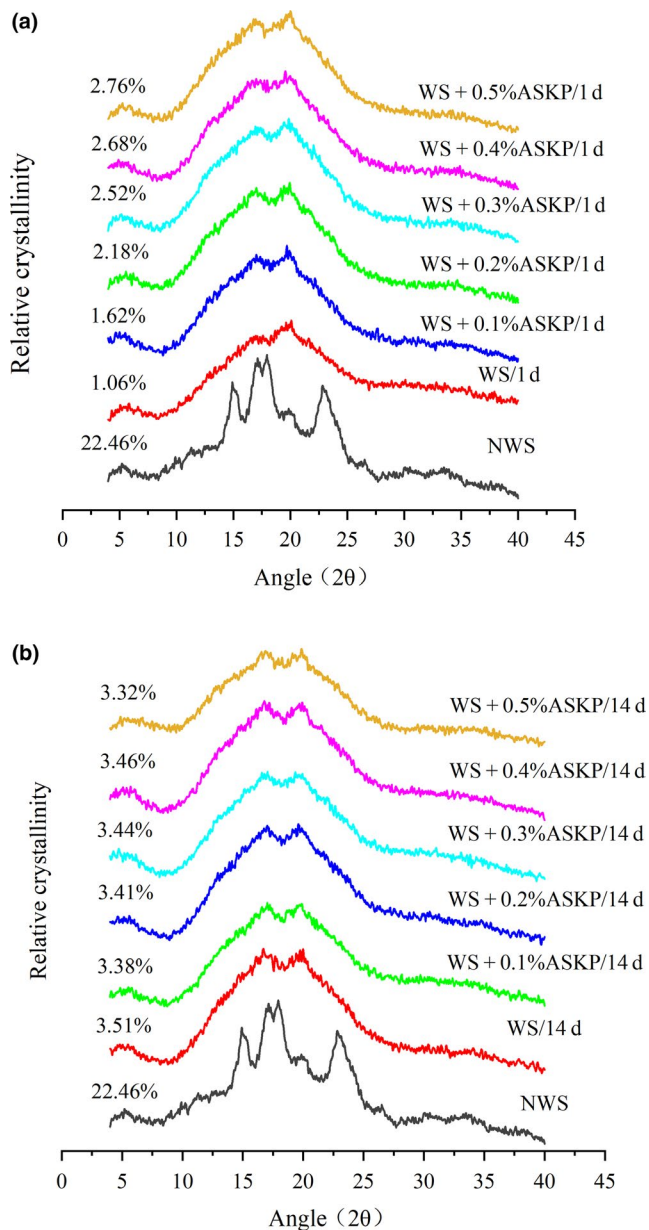 (a)
2.76%
WS + 0.5%ASKP/1 d
2.68%
WS + 0.4%ASKP/1 d
2.52%
WS + 0.3%ASKP/1 d
2.18%
WS + 0.2%ASKP/1 d
1.62%
WS + 0.1%ASKP/1 d
1.06%
WS/1 d
22.46%
NWS
Relative crystallinity
0 5 10 15 20 25 30 35 40 45
Angle（2θ）
(b)
3.32%
WS + 0.5%ASKP/14 d
3.46%
WS + 0.4%ASKP/14 d
3.44%
WS + 0.3%ASKP/14 d
3.41%
WS + 0.2%ASKP/14 d
3.38%
WS + 0.1%ASKP/14 d
3.51%
WS/14 d
22.46%
NWS
Relative crystallinity
0 5 10 15 20 25 30 35 40 45
Angle（2θ）